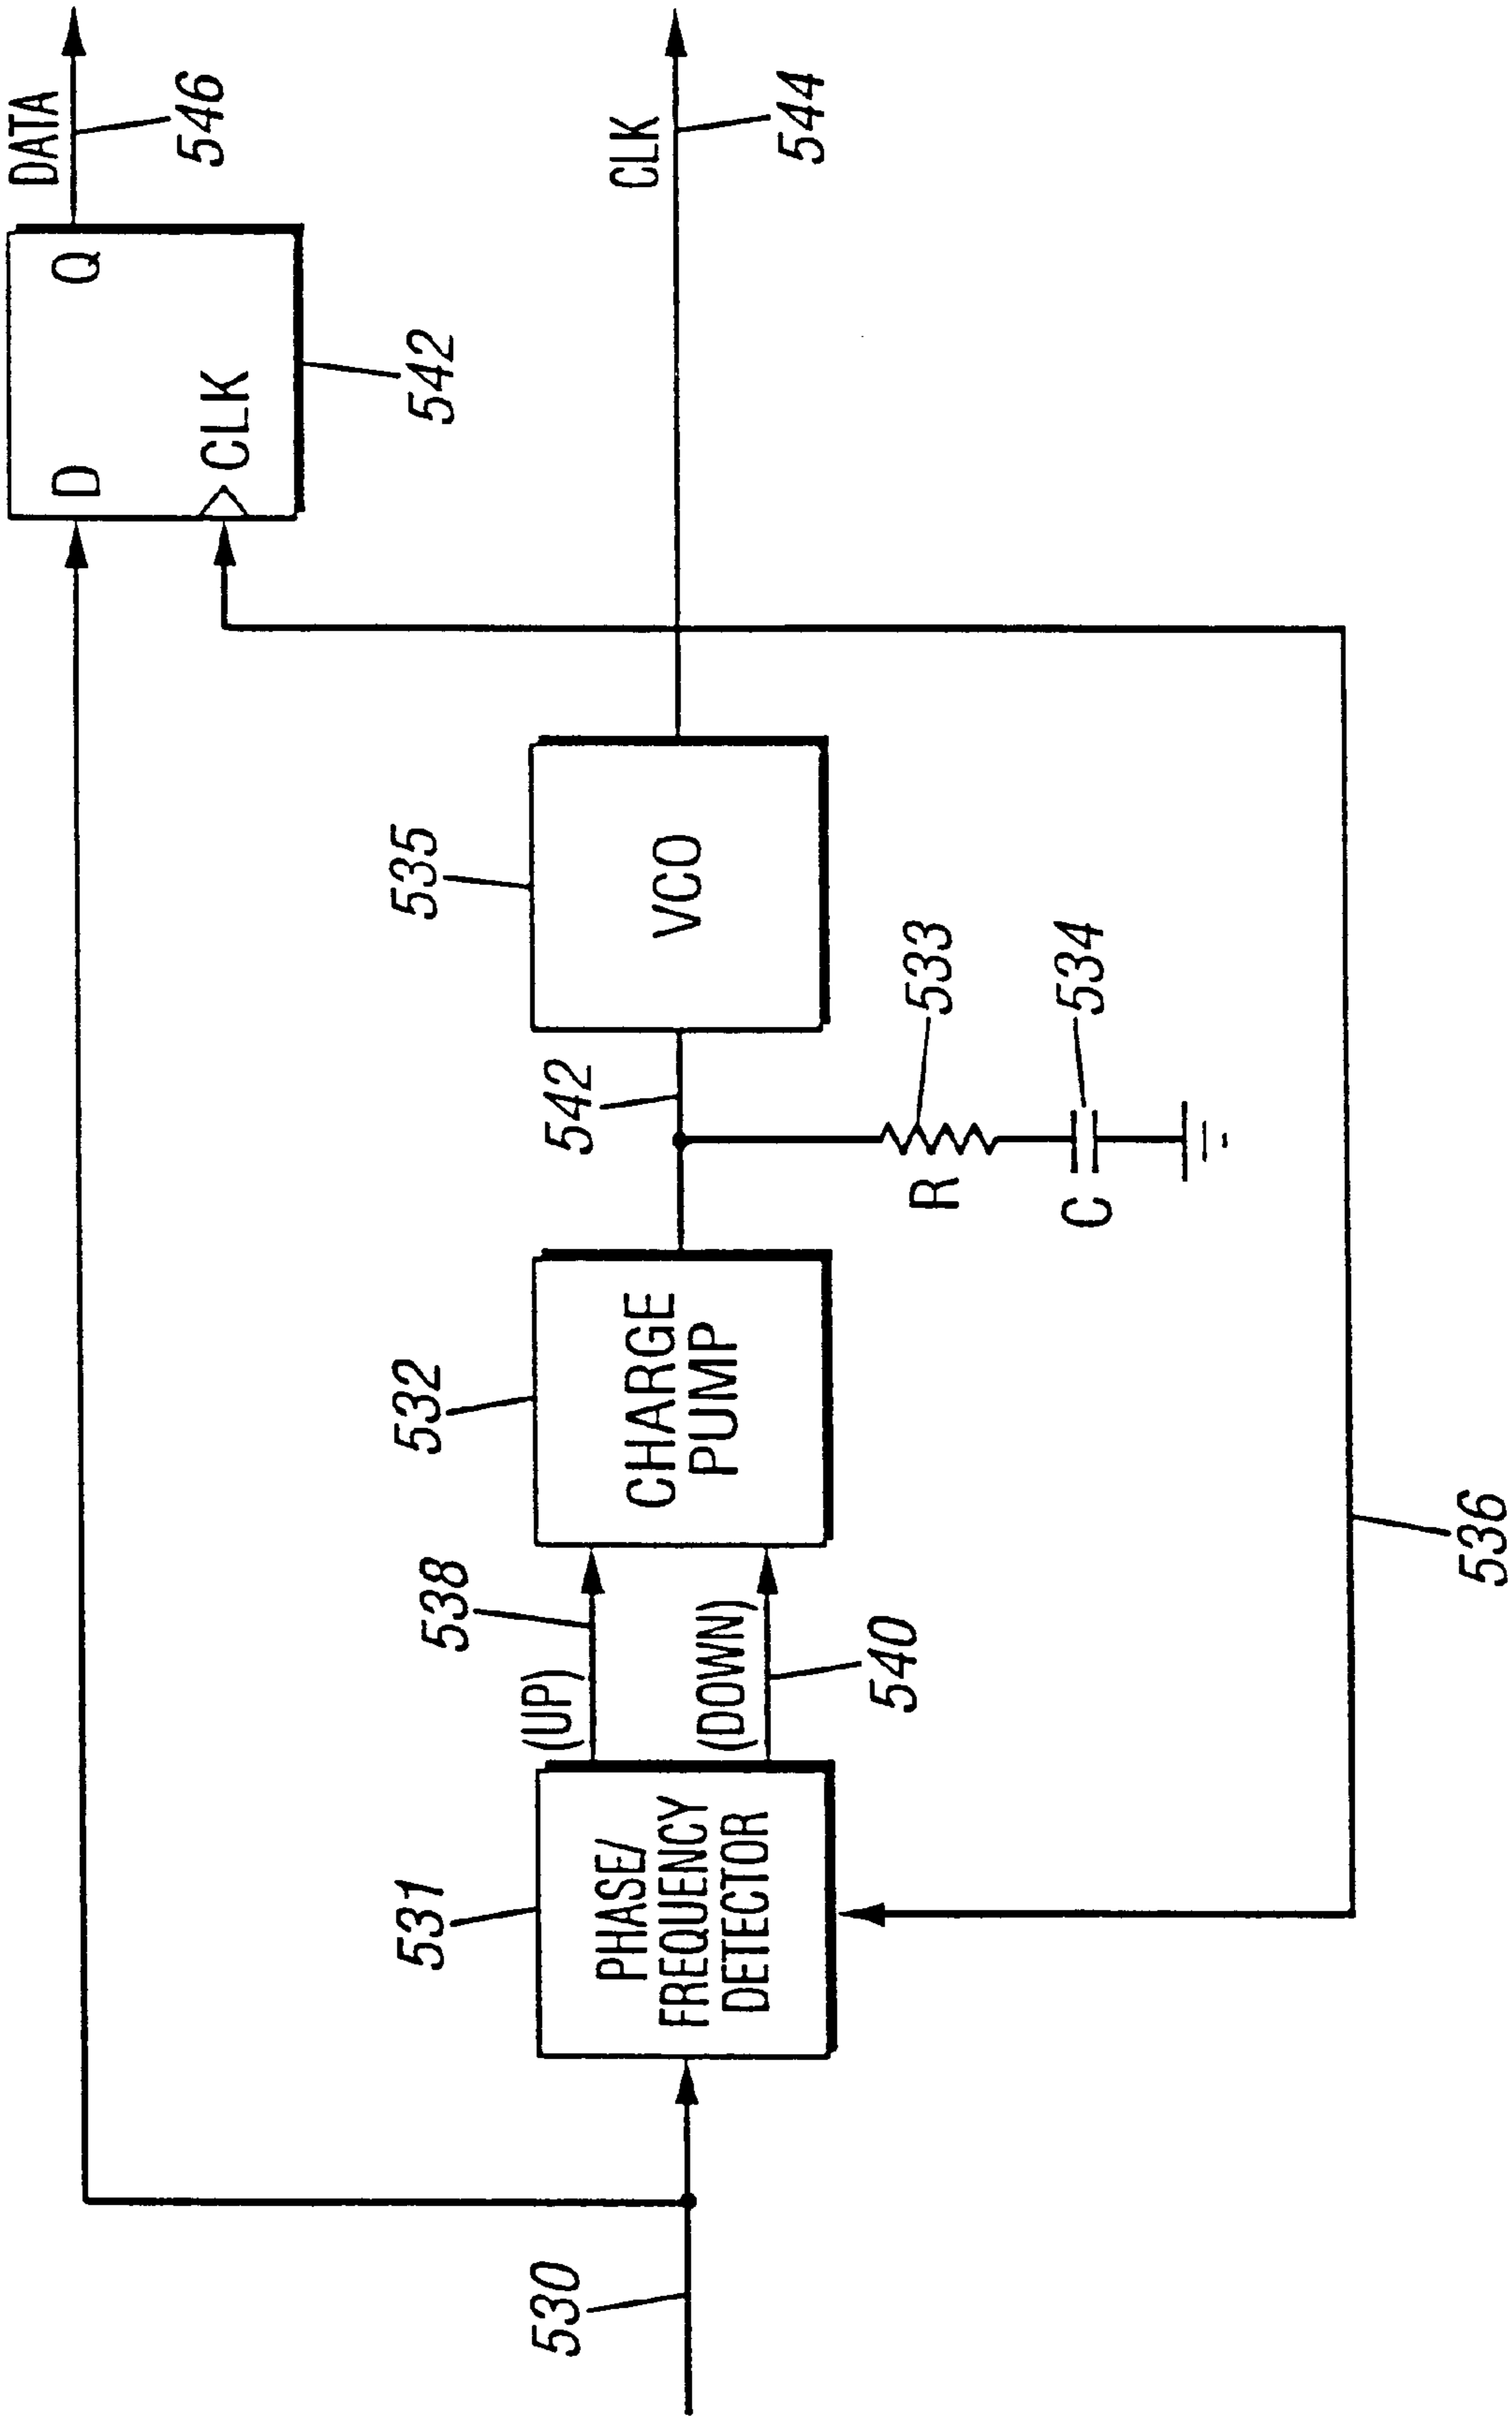 DATA
546
D
Q
CLK
542
CLK
544
535
VCO
542
533
R
534
C
532
CHARGE
PUMP
538
(UP)
(DOWN)
540
531
PHASE/
FREQUENCY
DETECTOR
530
536